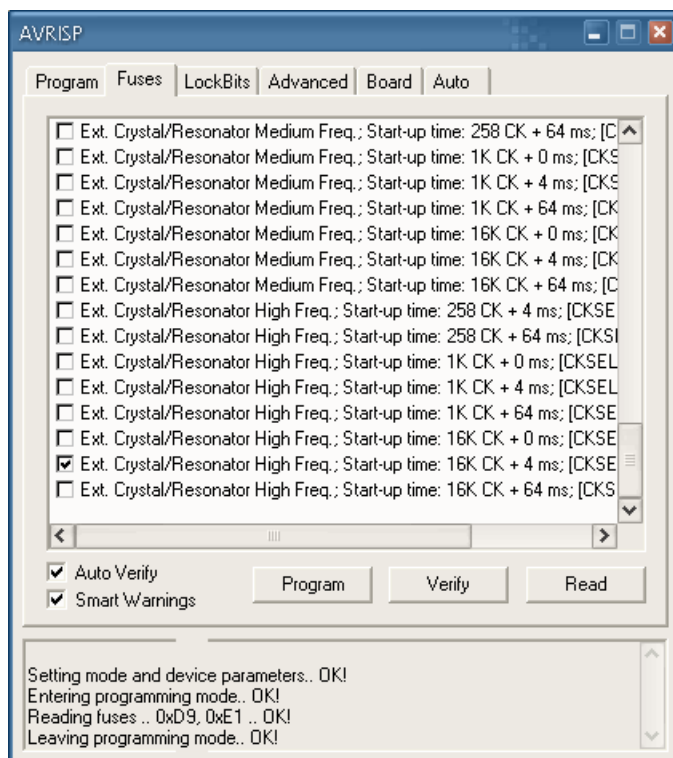 AVRISP
Program Fuses LockBits Advanced Board Auto
Ext. Crystal/Resonator Medium Freq.; Start-up time: 258 CK + 64 ms; [C
Ext. Crystal/Resonator Medium Freq.; Start-up time: 1K CK + 0 ms; [CKS
Ext. Crystal/Resonator Medium Freq.; Start-up time: 1K CK + 4 ms; [CKS
Ext. Crystal/Resonator Medium Freq.; Start-up time: 1K CK + 64 ms; [CK
Ext. Crystal/Resonator Medium Freq.; Start-up time: 16K CK + 0 ms; [CK
Ext. Crystal/Resonator Medium Freq.; Start-up time: 16K CK + 4 ms; [CK
Ext. Crystal/Resonator Medium Freq.; Start-up time: 16K CK + 64 ms; [C
Ext. Crystal/Resonator High Freq.; Start-up time: 258 CK + 4 ms; [CKSE
Ext. Crystal/Resonator High Freq.; Start-up time: 258 CK + 64 ms; [CKSI
Ext. Crystal/Resonator High Freq.; Start-up time: 1K CK + 0 ms; [CKSEL
Ext. Crystal/Resonator High Freq.; Start-up time: 1K CK + 4 ms; [CKSEL
Ext. Crystal/Resonator High Freq.; Start-up time: 1K CK + 64 ms; [CKSE
Ext. Crystal/Resonator High Freq.; Start-up time: 16K CK + 0 ms; [CKSE
Ext. Crystal/Resonator High Freq.; Start-up time: 16K CK + 4 ms; [CKSE
Ext. Crystal/Resonator High Freq.; Start-up time: 16K CK + 64 ms; [CKS
Auto Verify
Smart Warnings
Program Verify Read
Setting mode and device parameters.. OK!
Entering programming mode.. OK!
Reading fuses .. 0xD9, 0xE1 .. OK!
Leaving programming mode.. OK!